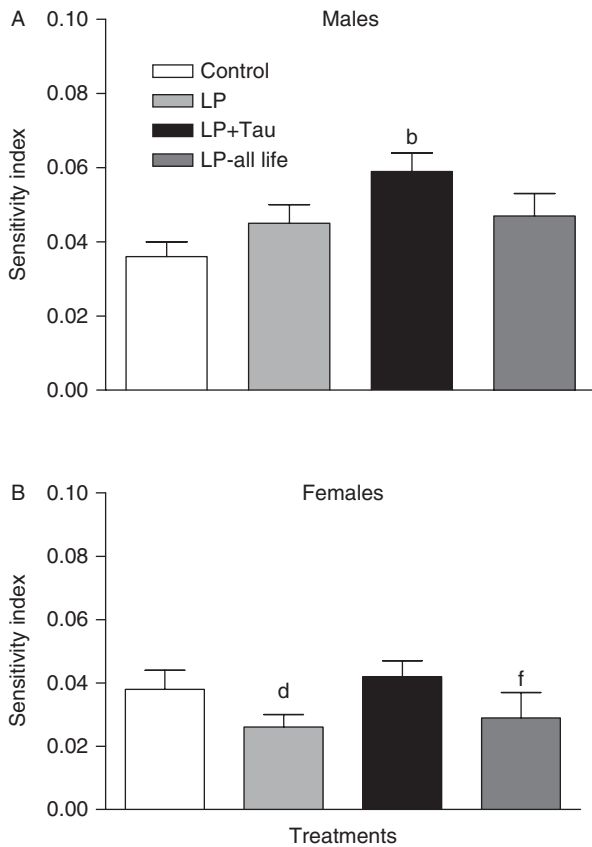 A
Males
0.10
0.08
0.06
0.04
0.02
0.00
Sensitivity index
Control
LP
LP+Tau
LP-all life
b
B
Females
0.10
0.08
0.06
0.04
0.02
0.00
Sensitivity index
d
f
Treatments